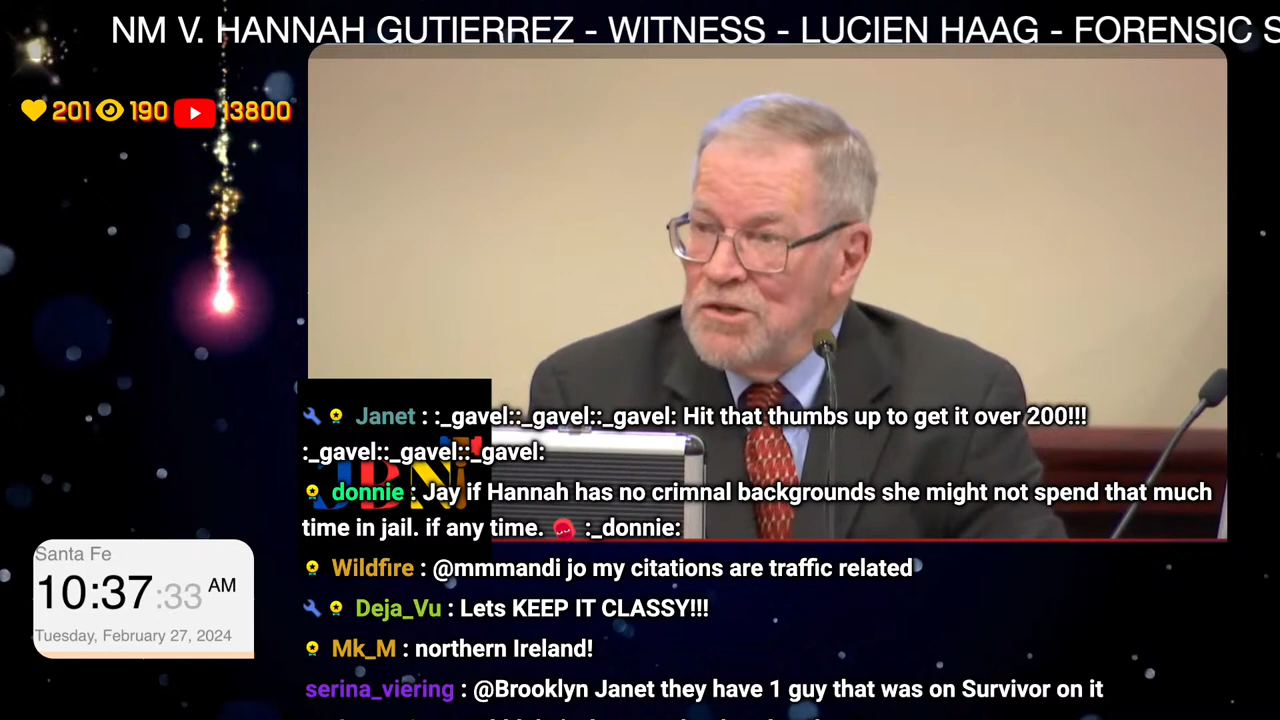 NM V. HANNAH GUTIERREZ - WITNESS - LUCIEN HAAG - FORENSIC S
201 190 13800
Janet : :_gavel::_gavel::_gavel: Hit that thumbs up to get it over 200!!!
:_gavel::_gavel::_gavel:
donnie : Jay if Hannah has no crimnal backgrounds she might not spend that much
time in jail. if any time. :_donnie:
Wildfire : @mmmandi jo my citations are traffic related
Deja_Vu : Lets KEEP IT CLASSY!!!
Mk_M : northern Ireland!
serina_viering : @Brooklyn Janet they have 1 guy that was on Survivor on it
Santa Fe
10:37:33 AM
Tuesday, February 27, 2024